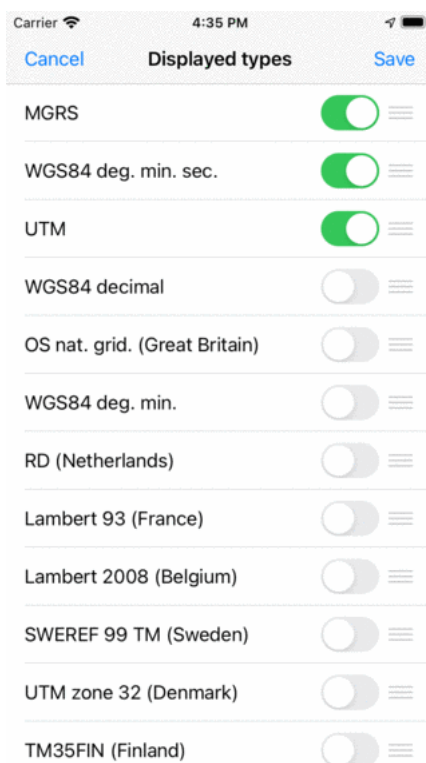 Carrier 4:35 PM
Cancel Displayed types Save
MGRS
WGS84 deg. min. sec.
UTM
WGS84 decimal
OS nat. grid. (Great Britain)
WGS84 deg. min.
RD (Netherlands)
Lambert 93 (France)
Lambert 2008 (Belgium)
SWEREF 99 TM (Sweden)
UTM zone 32 (Denmark)
TM35FIN (Finland)